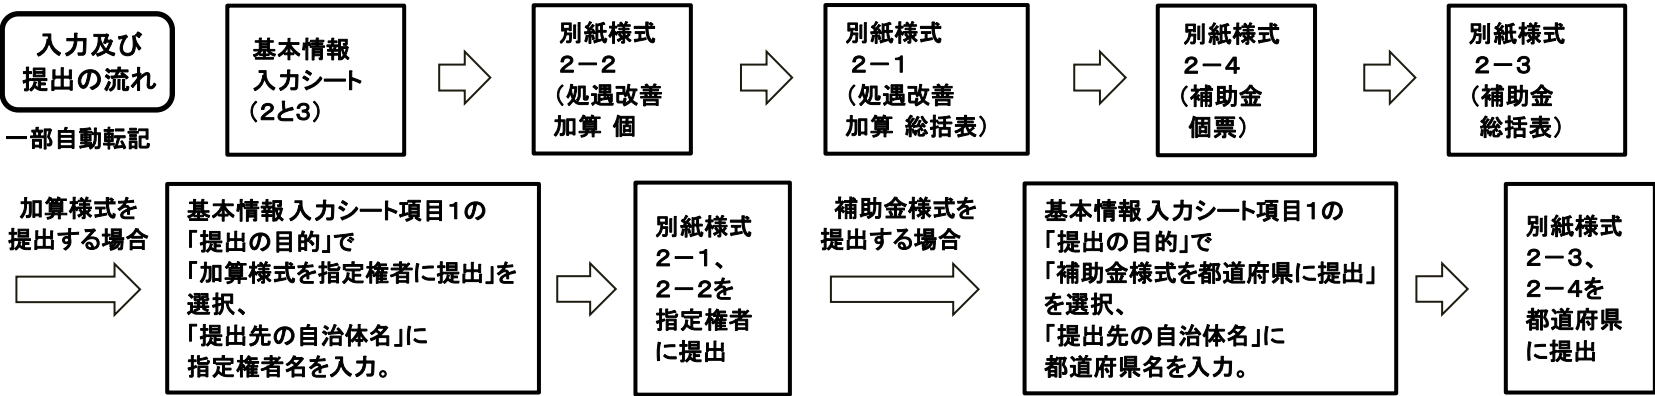 入力及び
提出の流れ
一部自動転記
基本情報
入力シート
(2と3)
別紙様式
2－2
(処遇改善
加算 個
別紙様式
2－1
(処遇改善
加算 総括表)
別紙様式
2－4
(補助金
個票)
別紙様式
2－3
(補助金
総括表)
加算様式を
提出する場合
基本情報 入力シート項目1の
「提出の目的」で
「加算様式を指定権者に提出」を
選択、
「提出先の自治体名」に
指定権者名を入力。
別紙様式
2－1、
2－2を
指定権者
に提出
補助金様式を
提出する場合
基本情報 入力シート項目1の
「提出の目的」で
「補助金様式を都道府県に提出」
を選択、
「提出先の自治体名」に
都道府県名を入力。
別紙様式
2－3、
2－4を
都道府県
に提出